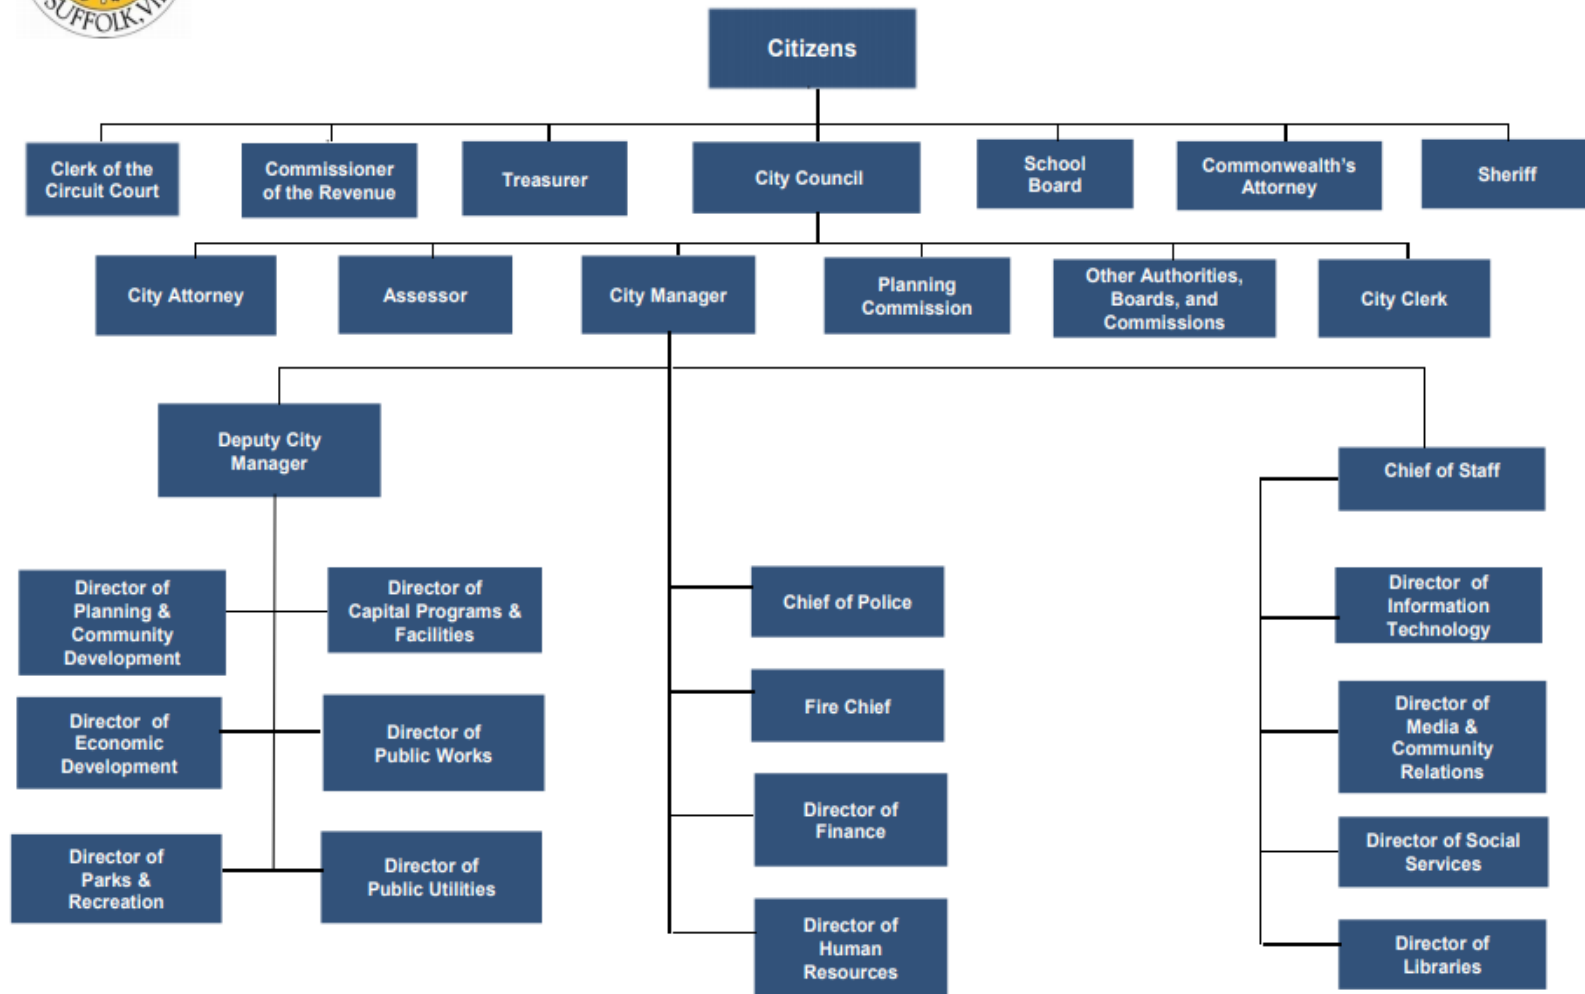 SUFFOLK, VI
Citizens
Clerk of the
Circuit Court
Commissioner
of the Revenue
Treasurer
City Council
School
Board
Commonwealth's
Attorney
Sheriff
City Attorney
Assessor
City Manager
Planning
Commission
Other Authorities,
Boards, and
Commissions
City Clerk
Deputy City
Manager
Chief of Staff
Director of
Planning &
Community
Development
Director of
Capital Programs &
Facilities
Director of
Economic
Development
Director of
Public Works
Director of
Parks &
Recreation
Director of
Public Utilities
Chief of Police
Fire Chief
Director of
Finance
Director of
Human
Resources
Director of
Information
Technology
Director of
Media &
Community
Relations
Director of Social
Services
Director of
Libraries